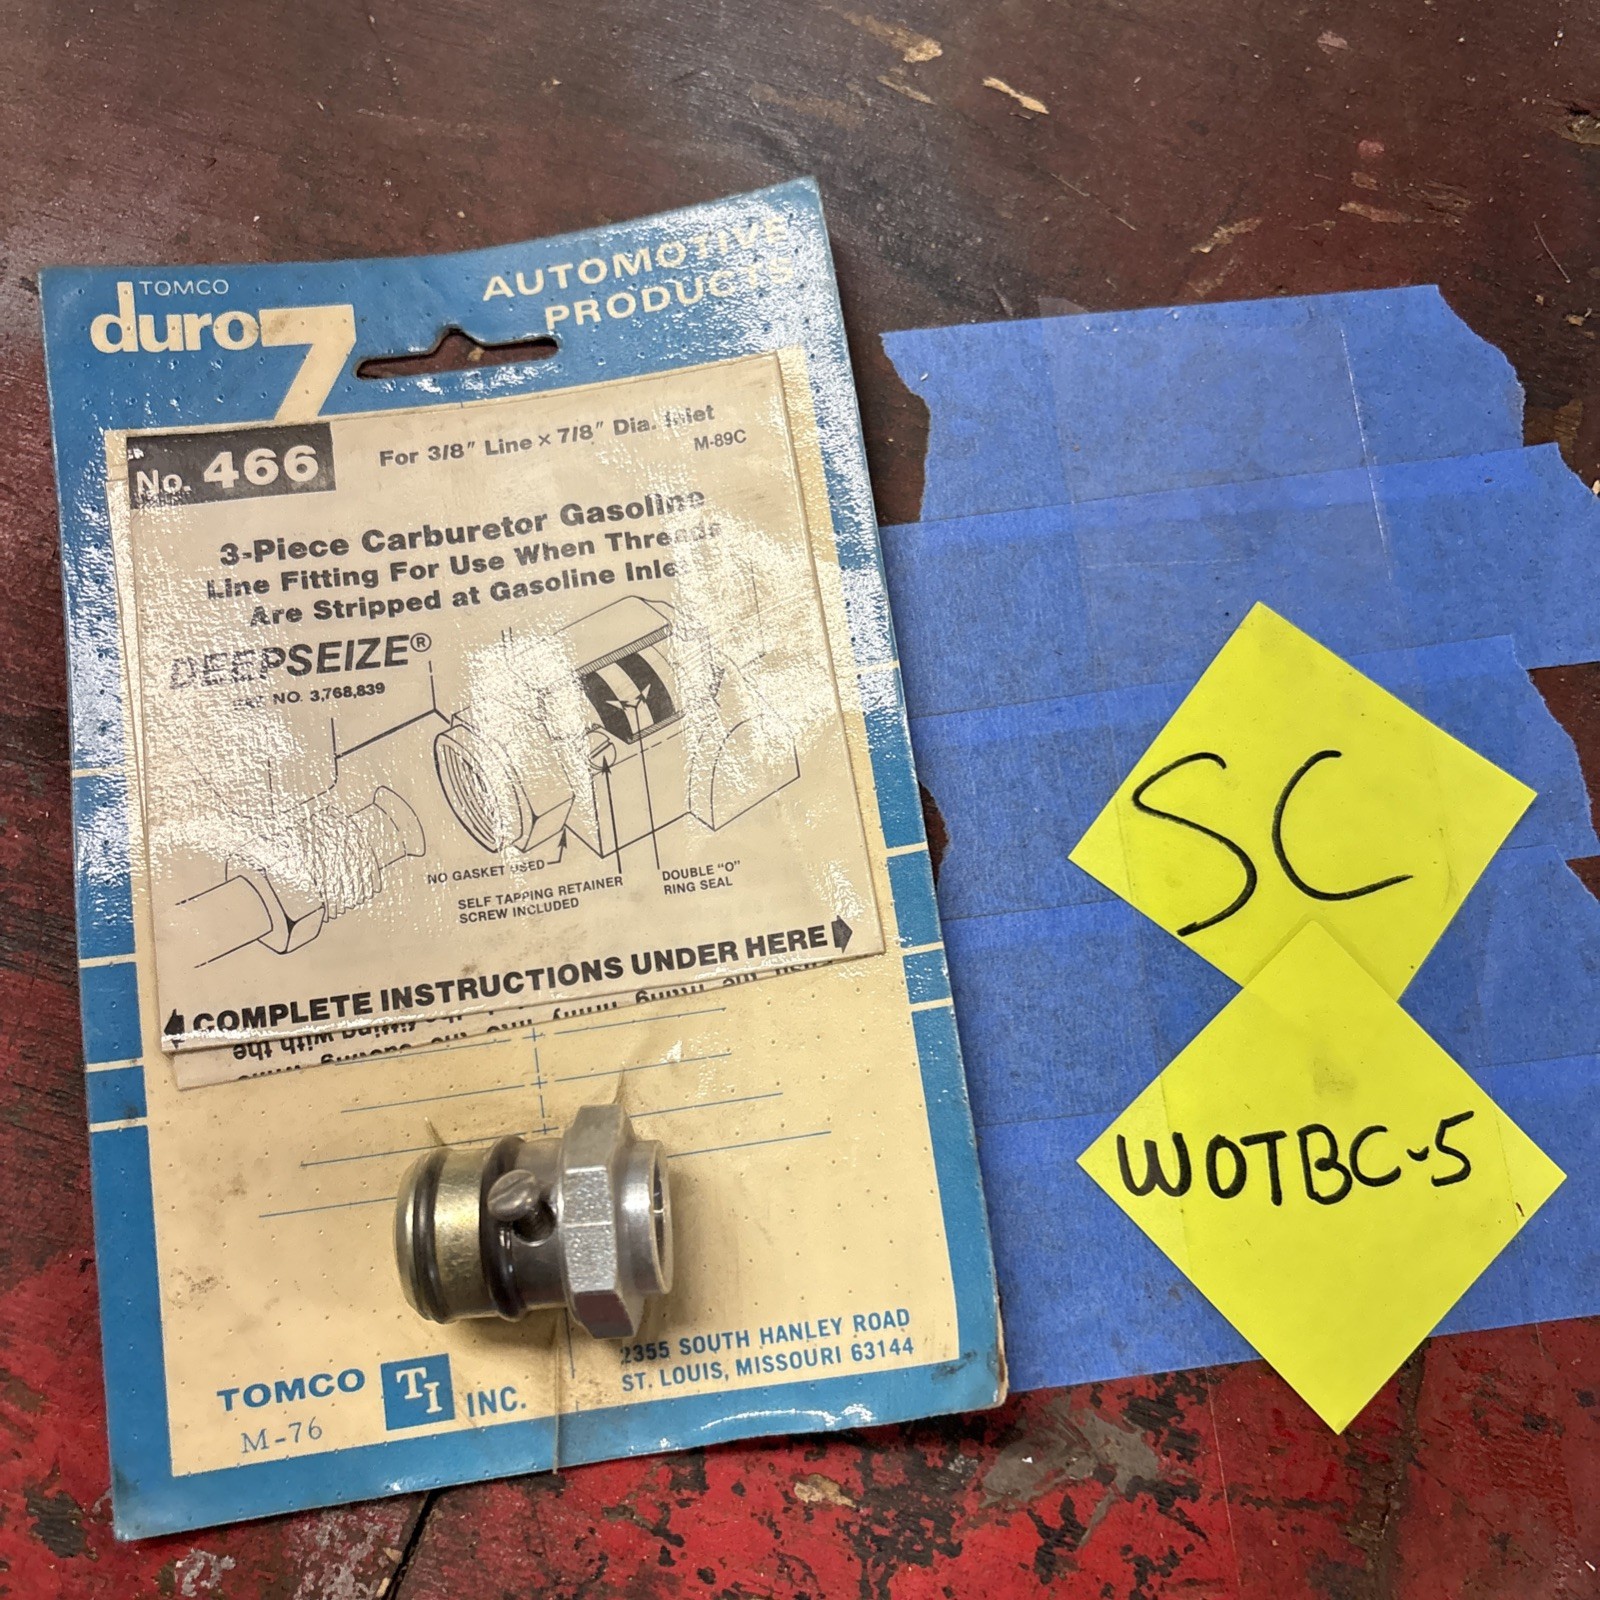 TOMCO
duro 7
AUTOMOTIVE
PRODUCTS
No. 466
For 3/8" Line × 7/8" Dia. Inlet
M-89C
3-Piece Carburetor Gasoline
Line Fitting For Use When Threads
Are Stripped at Gasoline Inlet
DEEPSEIZE®
PAT. NO. 3,768,839
NO GASKET USED
SELF TAPPING RETAINER
SCREW INCLUDED
DOUBLE "O"
RING SEAL
COMPLETE INSTRUCTIONS UNDER HERE
TOMCO TI INC.
M-76
2355 SOUTH HANLEY ROAD
ST. LOUIS, MISSOURI 63144
SC
WOTBC-5